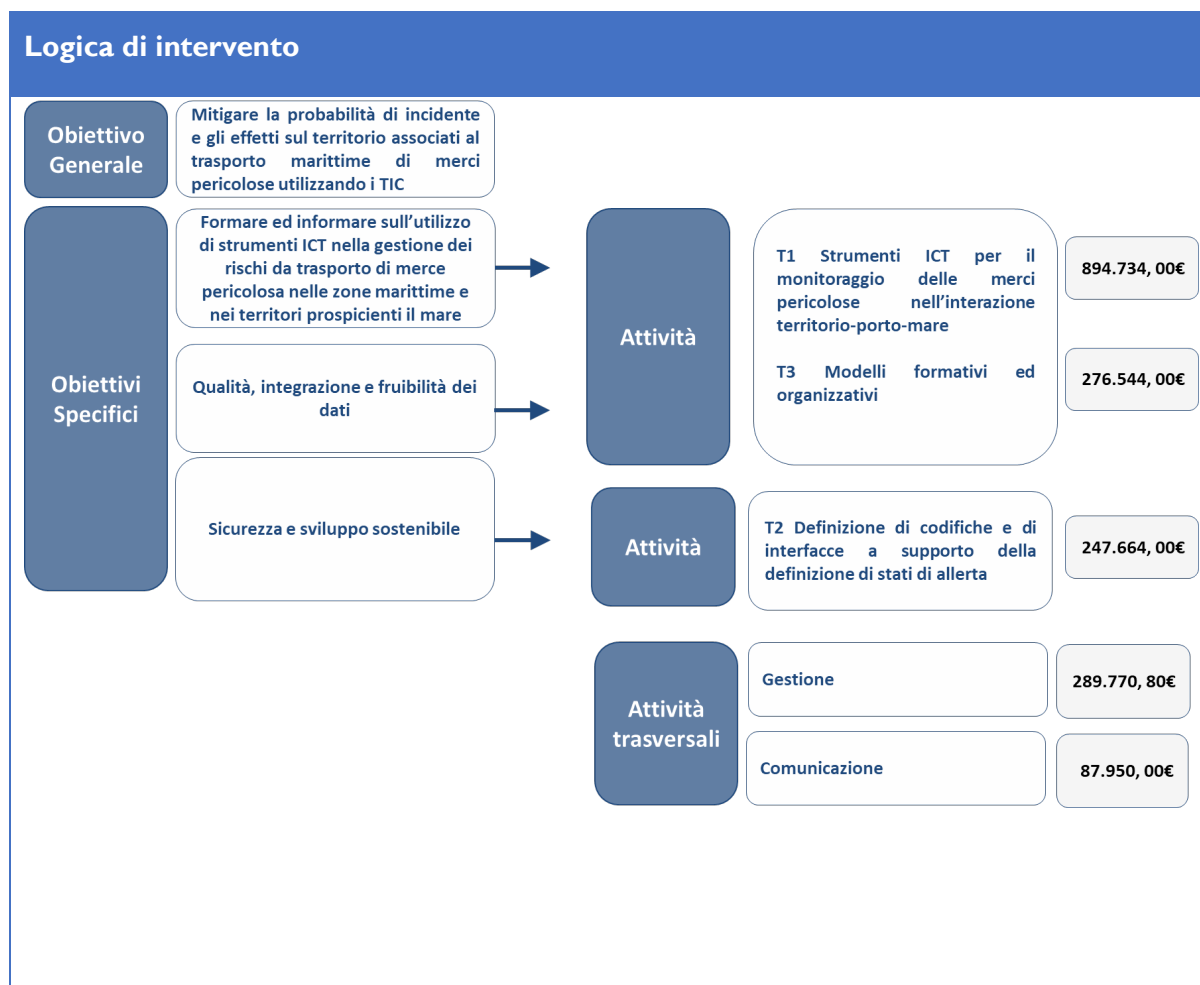 Logica di intervento
Obiettivo
Generale
Mitigare la probabilità di incidente
e gli effetti sul territorio associati al
trasporto marittime di merci
pericolose utilizzando i TIC
Obiettivi
Specifici
Formare ed informare sull’utilizzo
di strumenti ICT nella gestione dei
rischi da trasporto di merce
pericolosa nelle zone marittime e
nei territori prospicienti il mare
Qualità, integrazione e fruibilità dei
dati
Sicurezza e sviluppo sostenibile
Attività
T1 Strumenti ICT per il
monitoraggio delle merci
pericolose nell’interazione
territorio-porto-mare
T3 Modelli formativi ed
organizzativi
894.734, 00€
276.544, 00€
Attività
T2 Definizione di codifiche e di
interfacce a supporto della
definizione di stati di allerta
247.664, 00€
Attività
trasversali
Gestione
289.770, 80€
Comunicazione
87.950, 00€